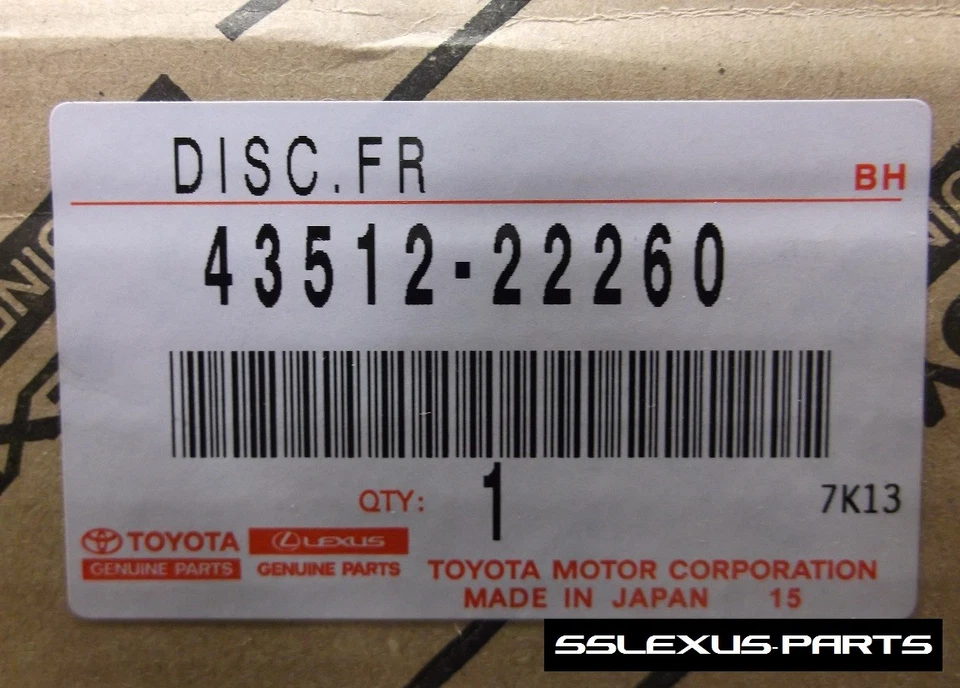 DISC.FR
BH
43512-22260
QTY: 1
7K13
TOYOTA LEXUS
GENUINE PARTS GENUINE PARTS
TOYOTA MOTOR CORPORATION
MADE IN JAPAN 15
SSLEXUS-PARTS